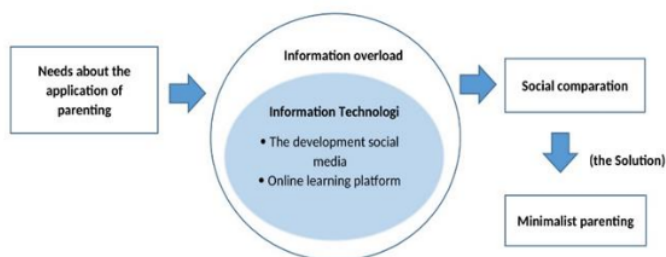 Needs about the
application of
parenting
Information overload
Information Technologi
• The development social
media
• Online learning platform
Social comparation
(the Solution)
Minimalist parenting